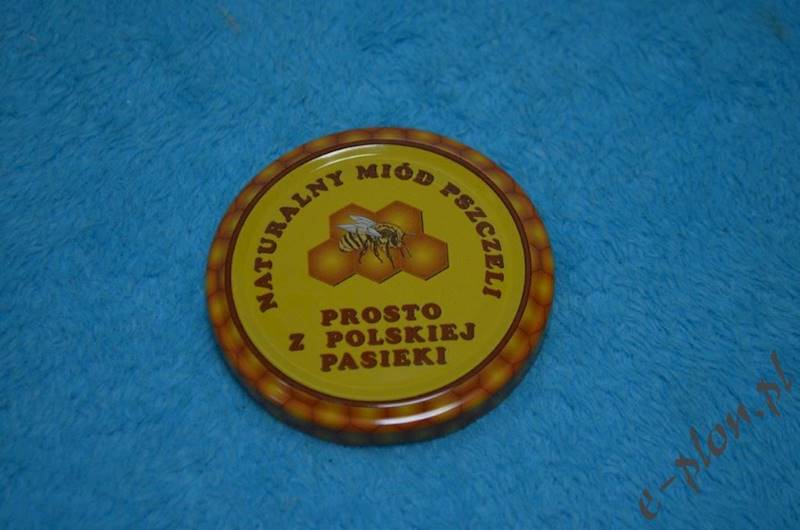 NATURALNY MIÓD PSZCZELI
PROSTO
Z POLSKIEJ
PASIEKI
e-plon.pl